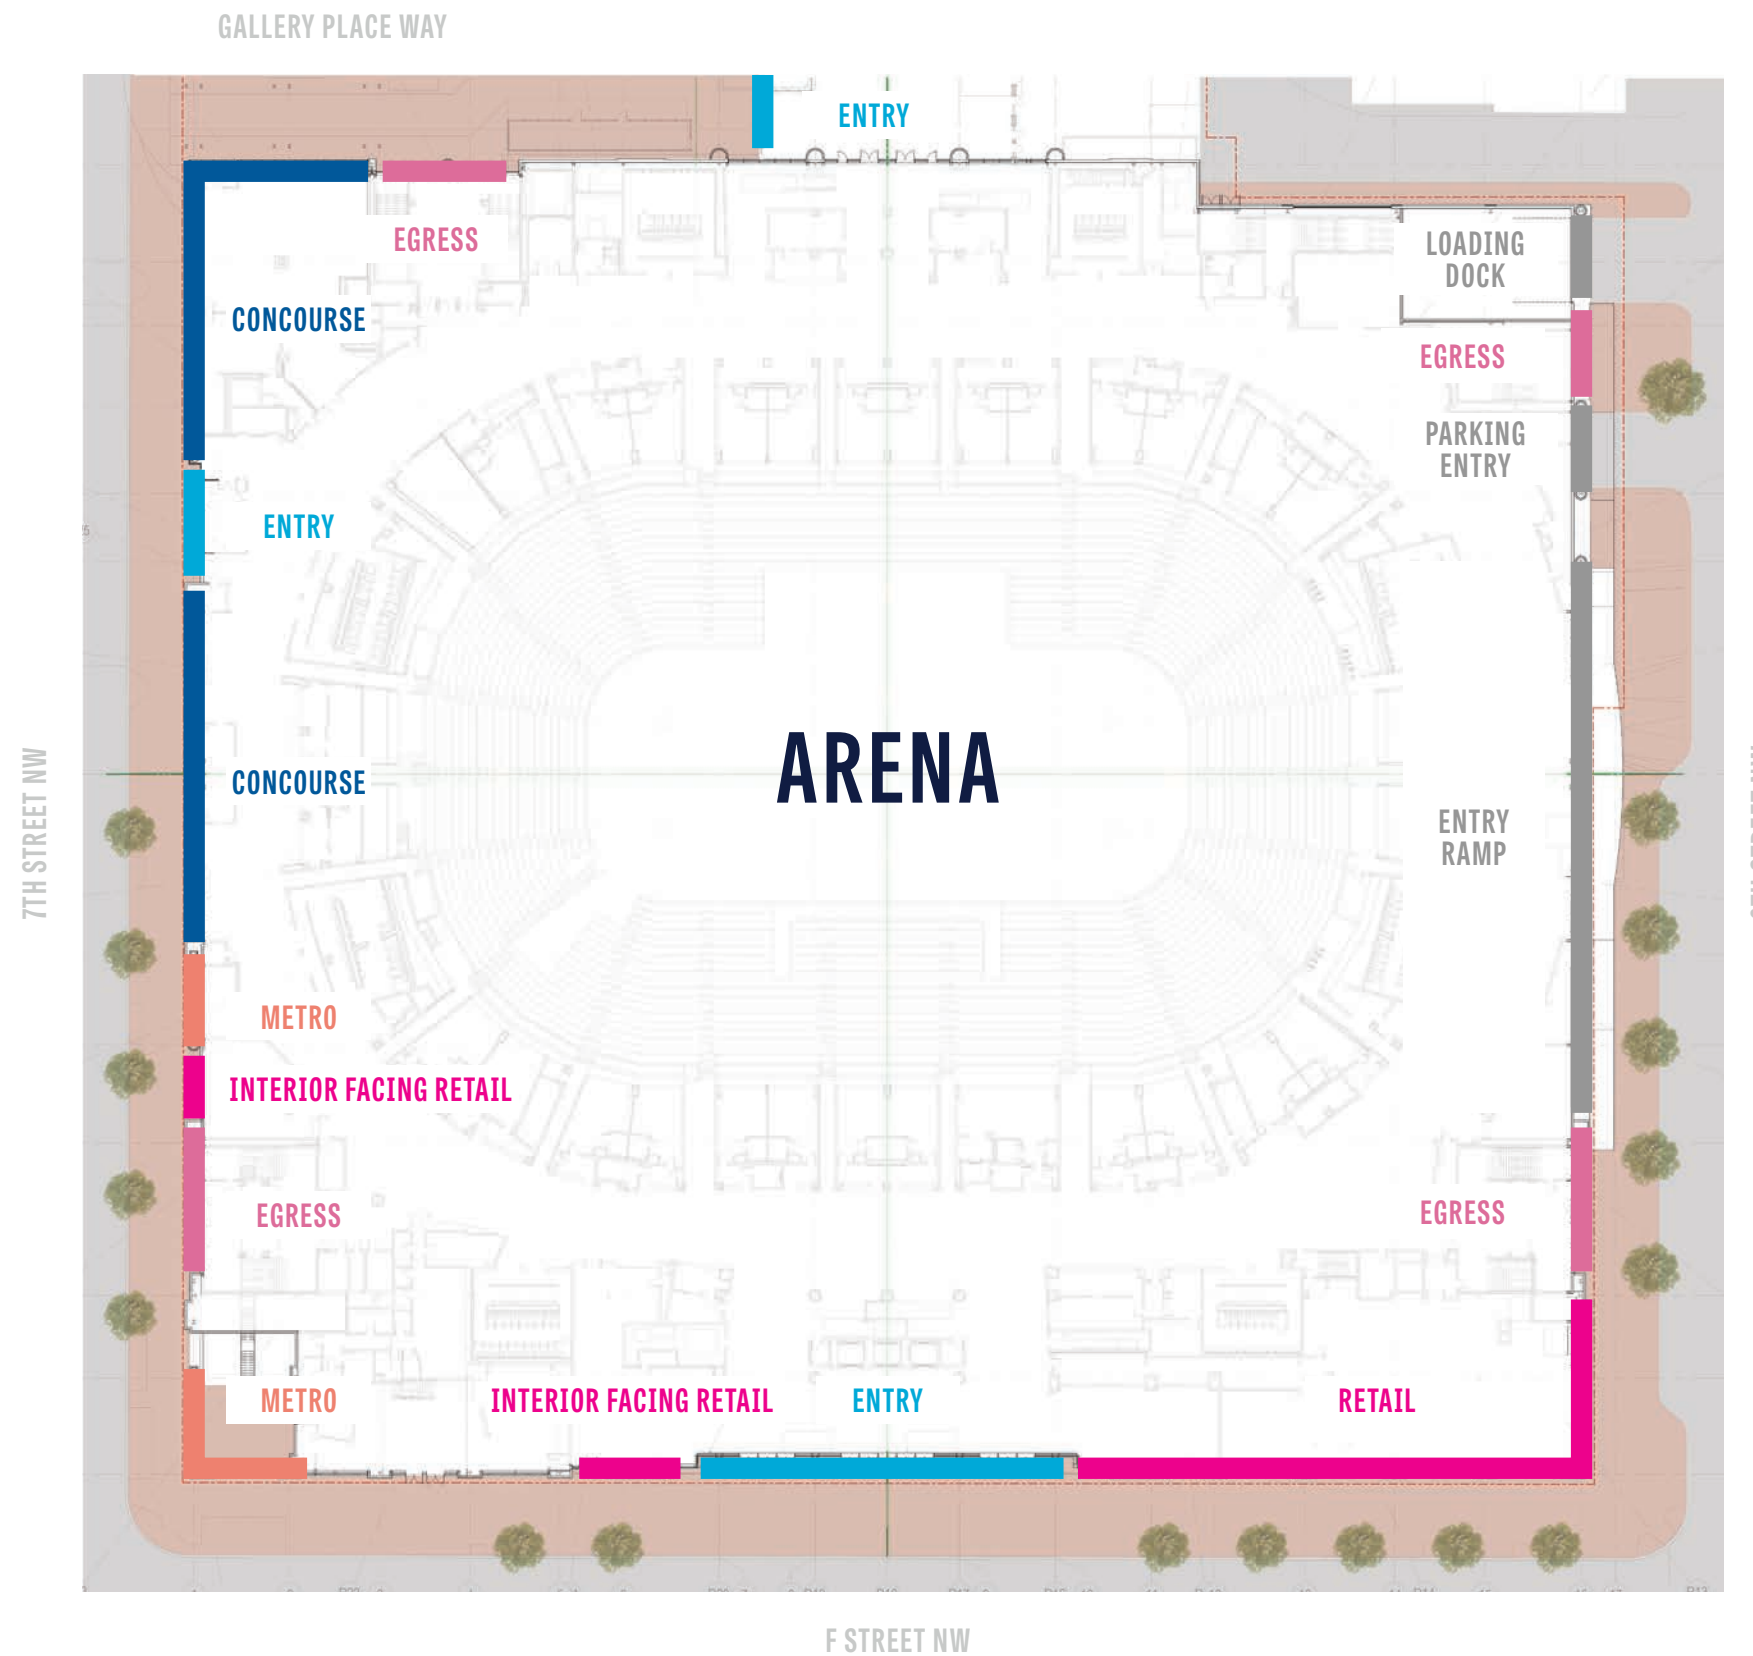 GALLERY PLACE WAY
ENTRY
EGRESS
LOADING
DOCK
CONCOURSE
EGRESS
PARKING
ENTRY
ENTRY
ARENA
7TH STREET NW
CONCOURSE
ENTRY
RAMP
METRO
INTERIOR FACING RETAIL
EGRESS
EGRESS
METRO
INTERIOR FACING RETAIL
ENTRY
RETAIL
F STREET NW